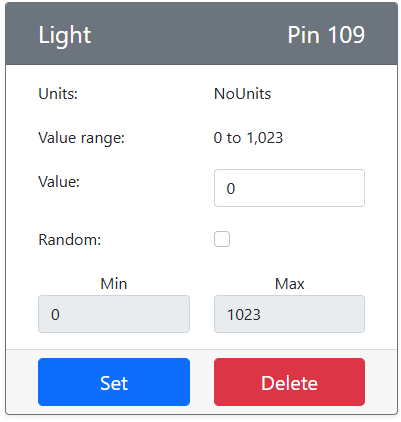 Light Pin 109
Units: NoUnits
Value range: 0 to 1,023
Value: 0
Random:
Min Max
0 1023
Set Delete